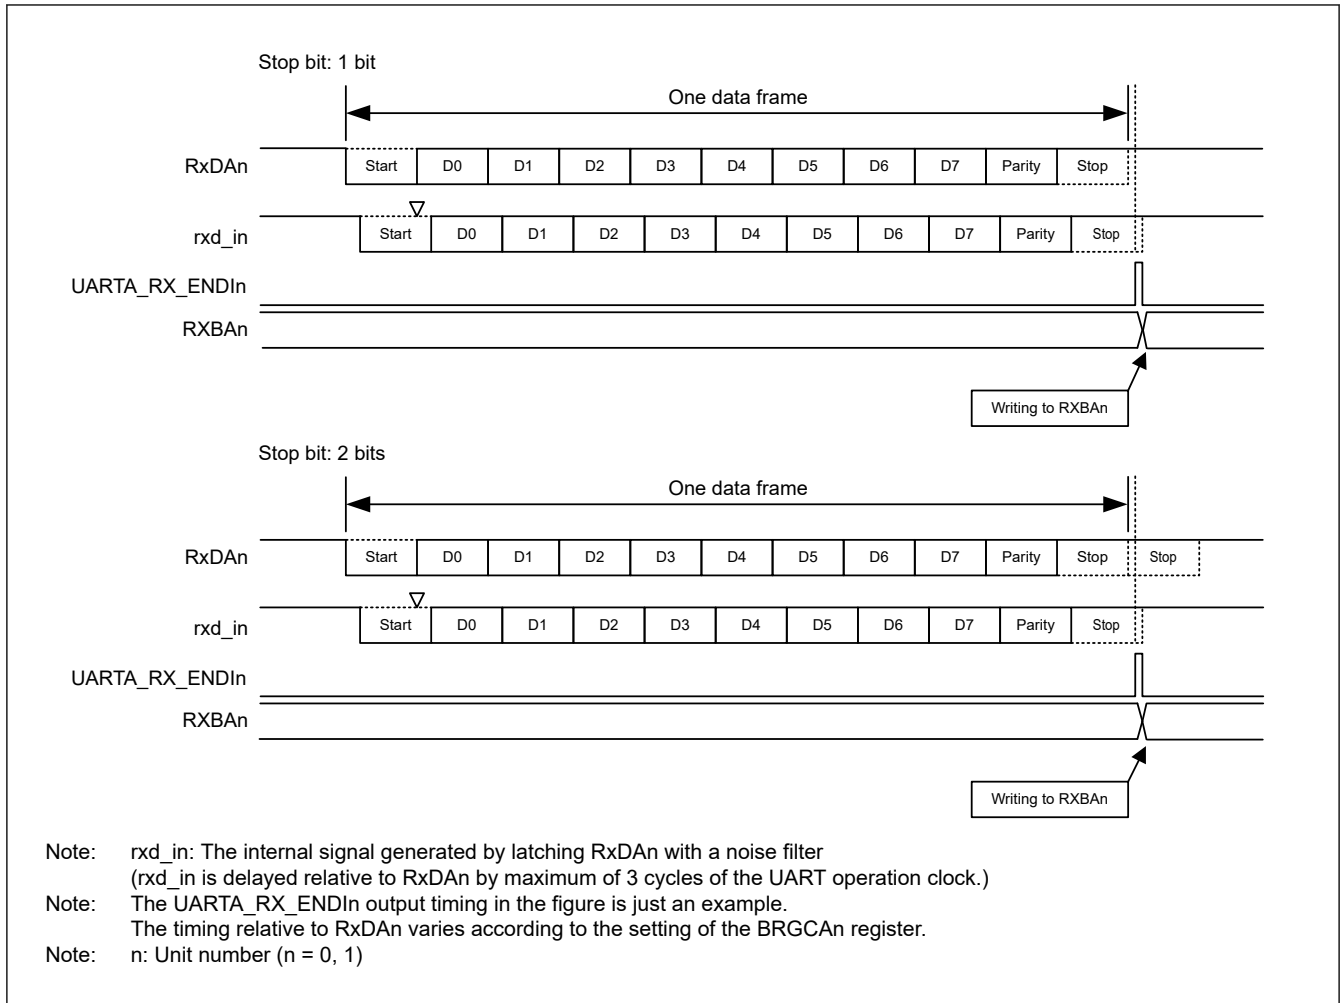 Stop bit: 1 bit
One data frame
RxDAn Start D0 D1 D2 D3 D4 D5 D6 D7 Parity Stop
rxd_in Start D0 D1 D2 D3 D4 D5 D6 D7 Parity Stop
UARTA_RX_ENDIn
RXBAn
Writing to RXBAn
Stop bit: 2 bits
One data frame
RxDAn Start D0 D1 D2 D3 D4 D5 D6 D7 Parity Stop Stop
rxd_in Start D0 D1 D2 D3 D4 D5 D6 D7 Parity Stop
UARTA_RX_ENDIn
RXBAn
Writing to RXBAn
Note: rxd_in: The internal signal generated by latching RxDAn with a noise filter
(rxd_in is delayed relative to RxDAn by maximum of 3 cycles of the UART operation clock.)
Note: The UARTA_RX_ENDIn output timing in the figure is just an example.
The timing relative to RxDAn varies according to the setting of the BRGCAn register.
Note: n: Unit number (n = 0, 1)